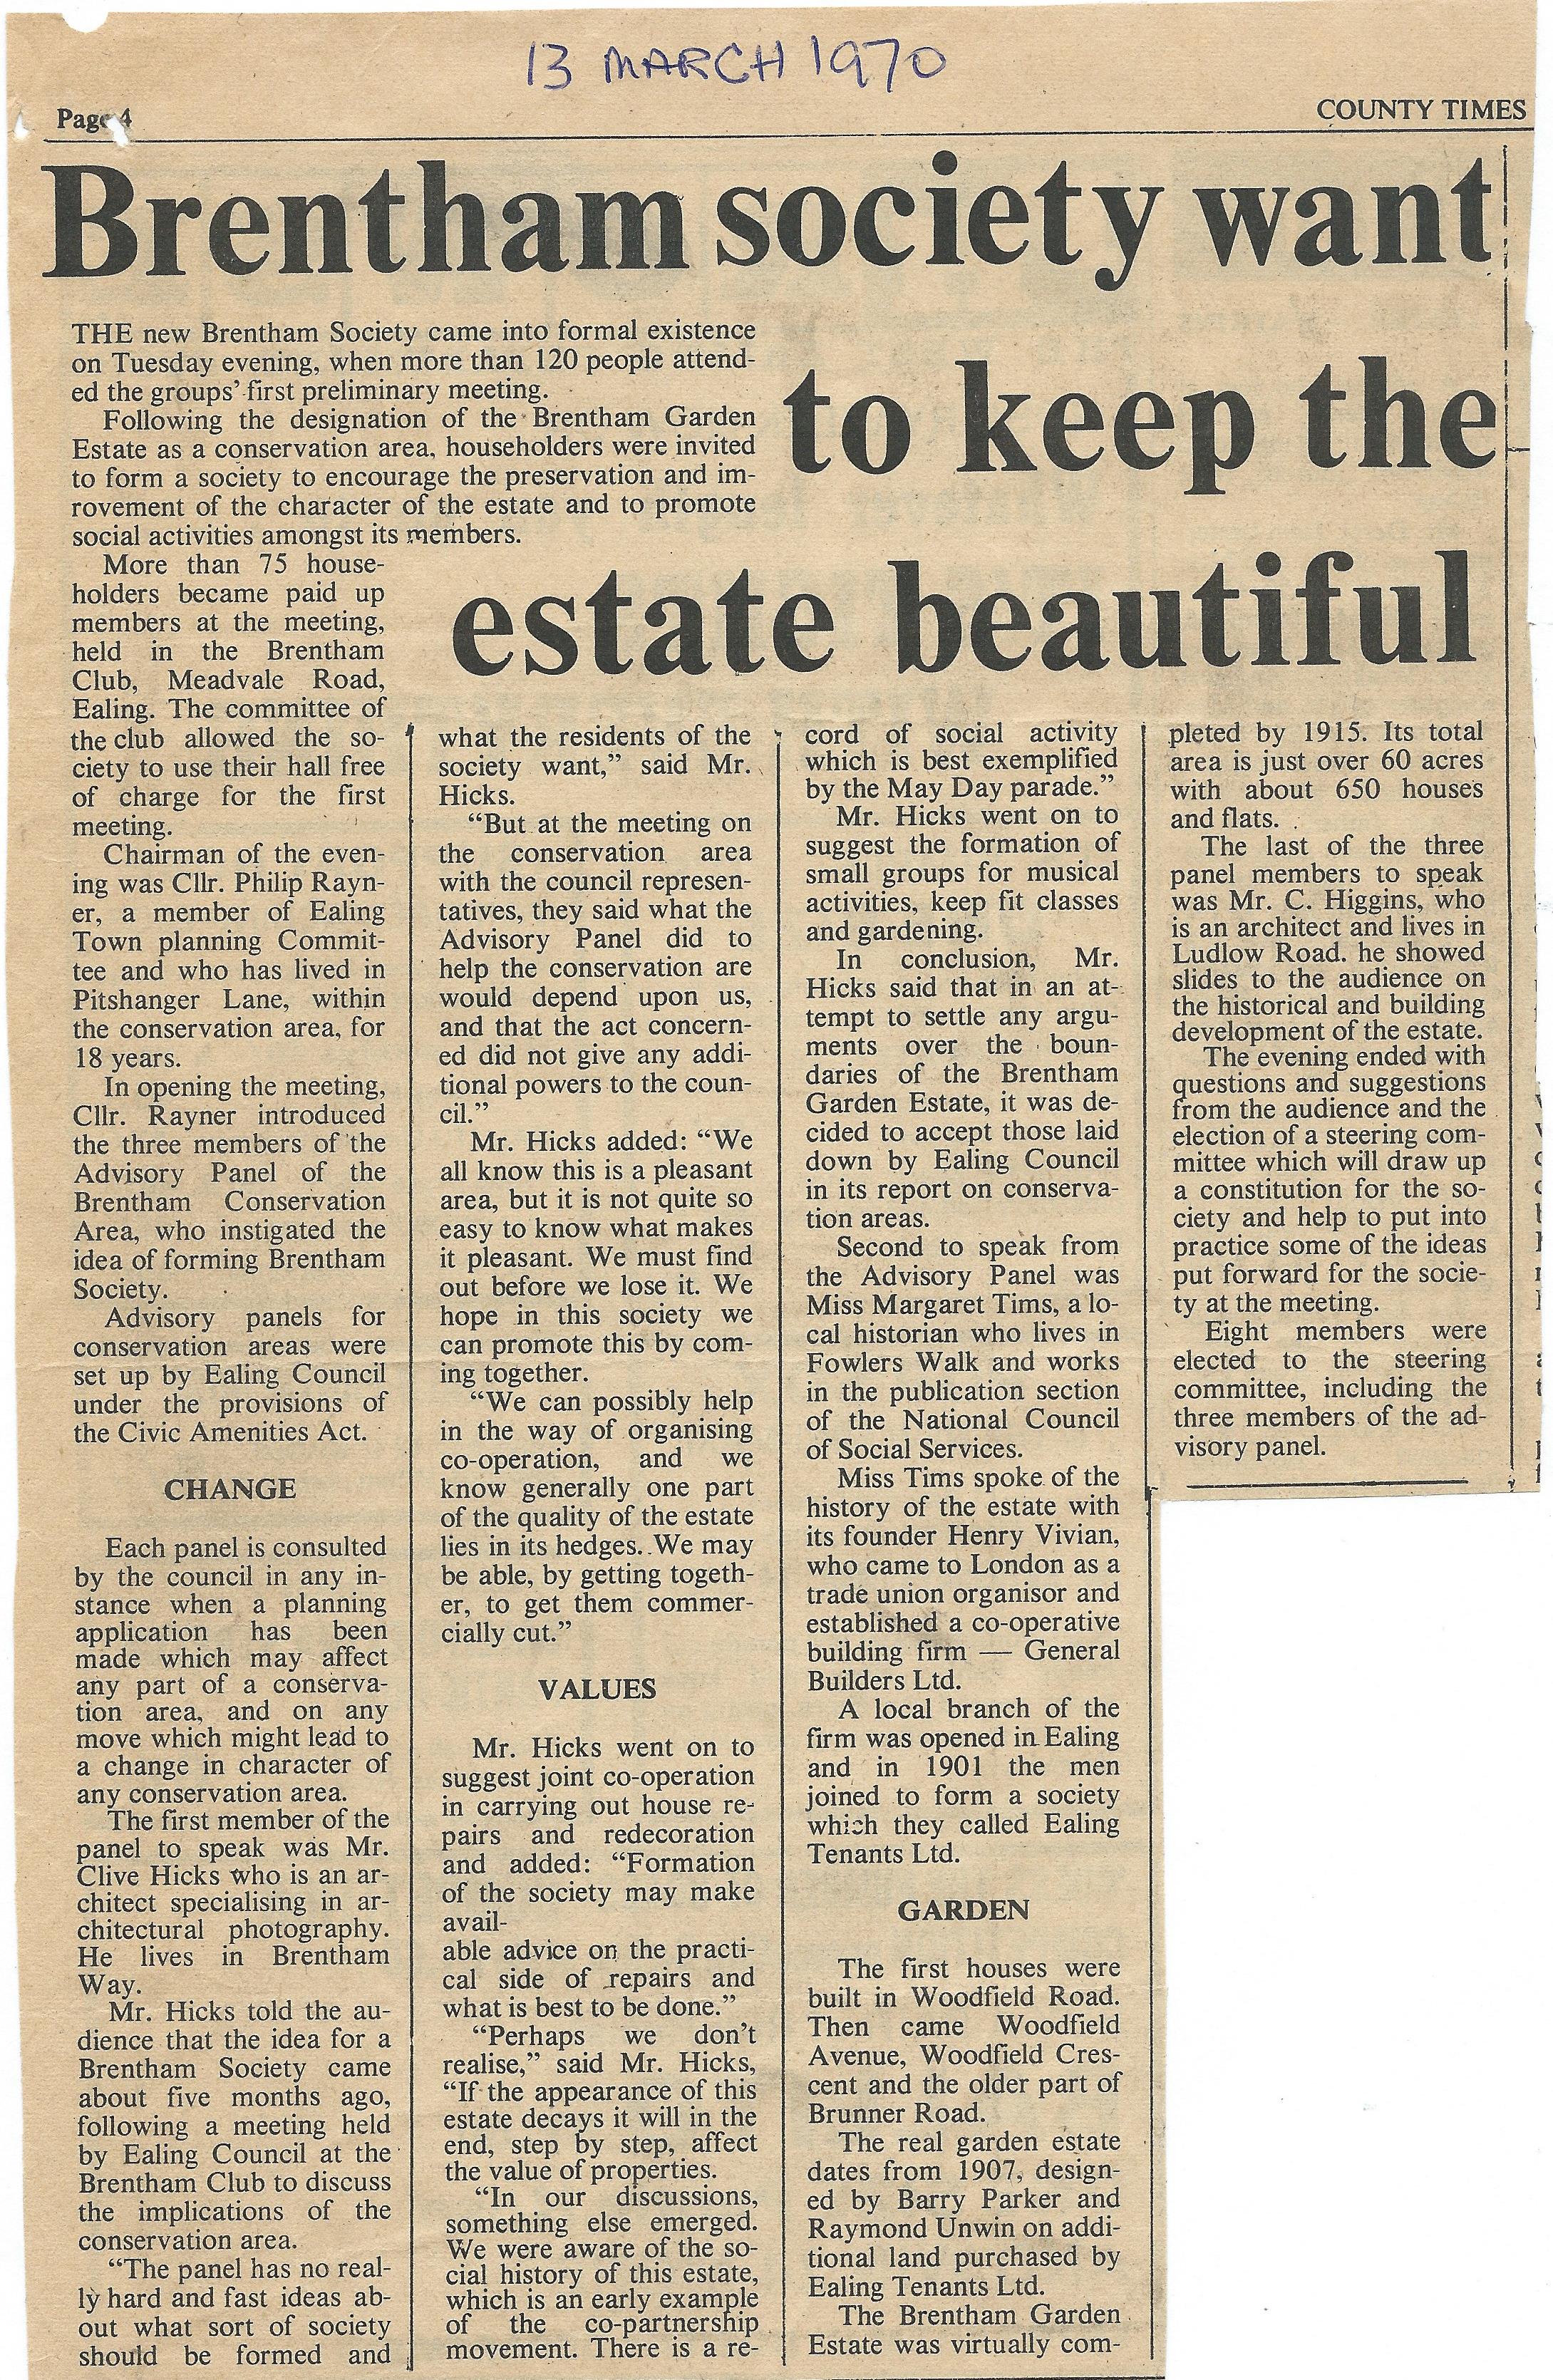 13 MARCH 1970
Page 4
COUNTY TIMES
Brentham society want
to keep the
estate beautiful
THE new Brentham Society came into formal existence
on Tuesday evening, when more than 120 people attend-
ed the groups' first preliminary meeting.
Following the designation of the Brentham Garden
Estate as a conservation area, householders were invited
to form a society to encourage the preservation and im-
rovement of the character of the estate and to promote
social activities amongst its members.
More than 75 house-
holders became paid up
members at the meeting,
held in the Brentham
Club, Meadvale Road,
Ealing. The committee of
the club allowed the so-
ciety to use their hall free
of charge for the first
meeting.
Chairman of the even-
ing was Cllr. Philip Rayn-
er, a member of Ealing
Town planning Commit-
tee and who has lived in
Pitshanger Lane, within
the conservation area, for
18 years.
In opening the meeting,
Cllr. Rayner introduced
the three members of the
Advisory Panel of the
Brentham Conservation
Area, who instigated the
idea of forming Brentham
Society.
Advisory panels for
conservation areas were
set up by Ealing Council
under the provisions of
the Civic Amenities Act.
CHANGE
Each panel is consulted
by the council in any in-
stance when a planning
application has been
made which may affect
any part of a conserva-
tion area, and on any
move which might lead to
a change in character of
any conservation area.
The first member of the
panel to speak was Mr.
Clive Hicks who is an ar-
chitect specialising in ar-
chitectural photography.
He lives in Brentham
Way.
Mr. Hicks told the au-
dience that the idea for a
Brentham Society came
about five months ago,
following a meeting held
by Ealing Council at the
Brentham Club to discuss
the implications of the
conservation area.
"The panel has no real-
ly hard and fast ideas ab-
out what sort of society
should be formed and
what the residents of the
society want," said Mr.
Hicks.
"But at the meeting on
the conservation area
with the council represen-
tatives, they said what the
Advisory Panel did to
help the conservation are
would depend upon us,
and that the act concern-
ed did not give any addi-
tional powers to the coun-
cil."
Mr. Hicks added: "We
all know this is a pleasant
area, but it is not quite so
easy to know what makes
it pleasant. We must find
out before we lose it. We
hope in this society we
can promote this by com-
ing together.
"We can possibly help
in the way of organising
co-operation, and we
know generally one part
of the quality of the estate
lies in its hedges. We may
be able, by getting togeth-
er, to get them commer-
cially cut."
VALUES
Mr. Hicks went on to
suggest joint co-operation
in carrying out house re-
pairs and redecoration
and added: "Formation
of the society may make
avail-
able advice on the practi-
cal side of repairs and
what is best to be done."
"Perhaps we don't
realise," said Mr. Hicks,
"If the appearance of this
estate decays it will in the
end, step by step, affect
the value of properties.
"In our discussions,
something else emerged.
We were aware of the so-
cial history of this estate,
which is an early example
of the co-partnership
movement. There is a re-
cord of social activity
which is best exemplified
by the May Day parade."
Mr. Hicks went on to
suggest the formation of
small groups for musical
activities, keep fit classes
and gardening.
In conclusion, Mr.
Hicks said that in an at-
tempt to settle any argu-
ments over the boun-
daries of the Brentham
Garden Estate, it was de-
cided to accept those laid
down by Ealing Council
in its report on conserva-
tion areas.
Second to speak from
the Advisory Panel was
Miss Margaret Tims, a lo-
cal historian who lives in
Fowlers Walk and works
in the publication section
of the National Council
of Social Services.
Miss Tims spoke of the
history of the estate with
its founder Henry Vivian,
who came to London as a
trade union organisor and
established a co-operative
building firm — General
Builders Ltd.
A local branch of the
firm was opened in Ealing
and in 1901 the men
joined to form a society
which they called Ealing
Tenants Ltd.
GARDEN
The first houses were
built in Woodfield Road.
Then came Woodfield
Avenue, Woodfield Cres-
cent and the older part of
Brunner Road.
The real garden estate
dates from 1907, design-
ed by Barry Parker and
Raymond Unwin on addi-
tional land purchased by
Ealing Tenants Ltd.
The Brentham Garden
Estate was virtually com-
pleted by 1915. Its total
area is just over 60 acres
with about 650 houses
and flats.
The last of the three
panel members to speak
was Mr. C. Higgins, who
is an architect and lives in
Ludlow Road. he showed
slides to the audience on
the historical and building
development of the estate.
The evening ended with
questions and suggestions
from the audience and the
election of a steering com-
mittee which will draw up
a constitution for the so-
ciety and help to put into
practice some of the ideas
put forward for the socie-
ty at the meeting.
Eight members were
elected to the steering
committee, including the
three members of the ad-
visory panel.